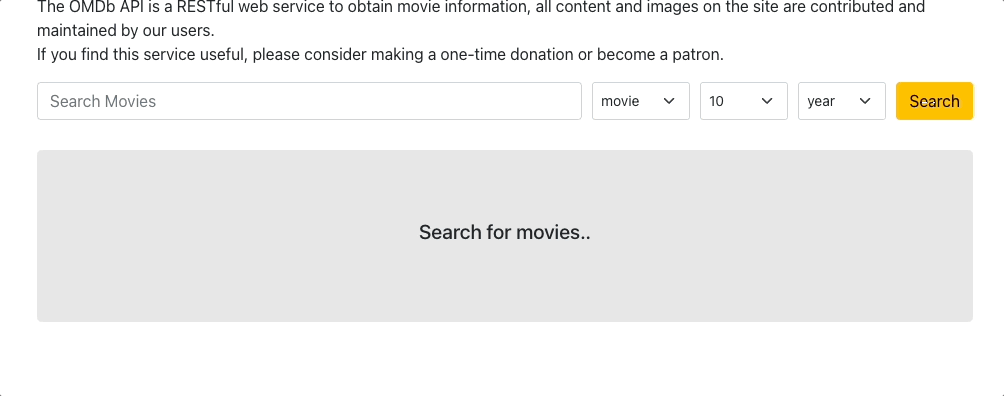 The OMDb API is a RESTful web service to obtain movie information, all content and images on the site are contributed and
maintained by our users.
If you find this service useful, please consider making a one-time donation or become a patron.
Search Movies movie 10 year Search
Search for movies..